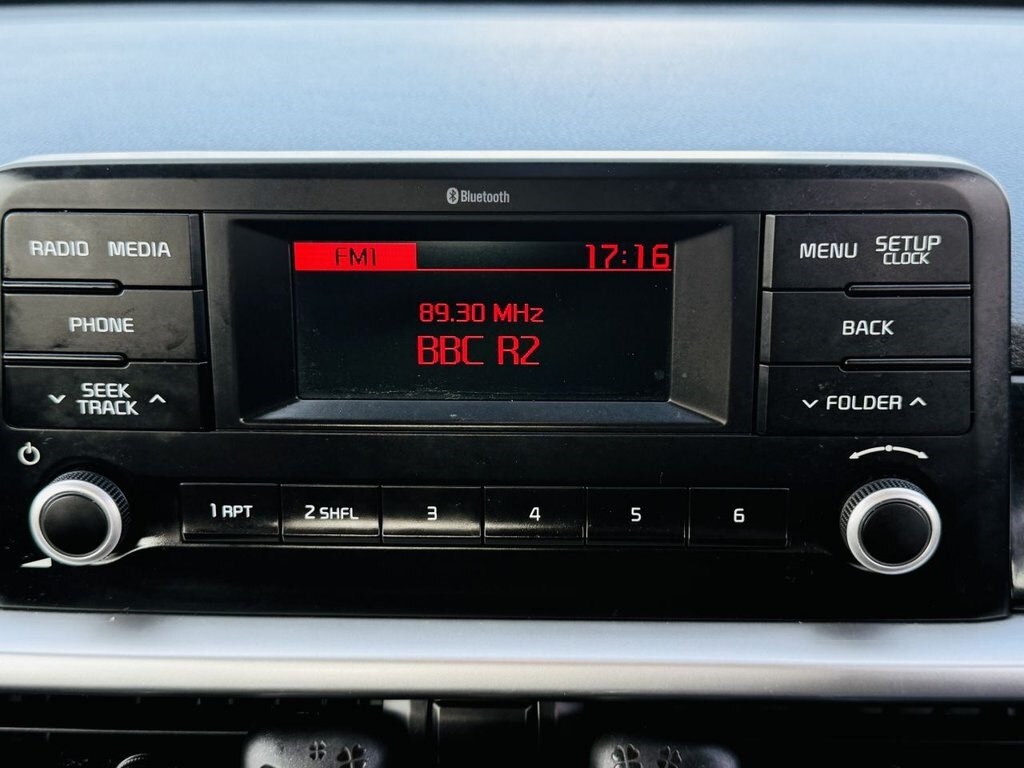 Bluetooth
RADIO MEDIA
FM1 17:16
MENU SETUP
CLOCK
89.30 MHz
PHONE
BACK
BBC R2
SEEK
TRACK
FOLDER
1 RPT 2 SHFL 3 4 5 6